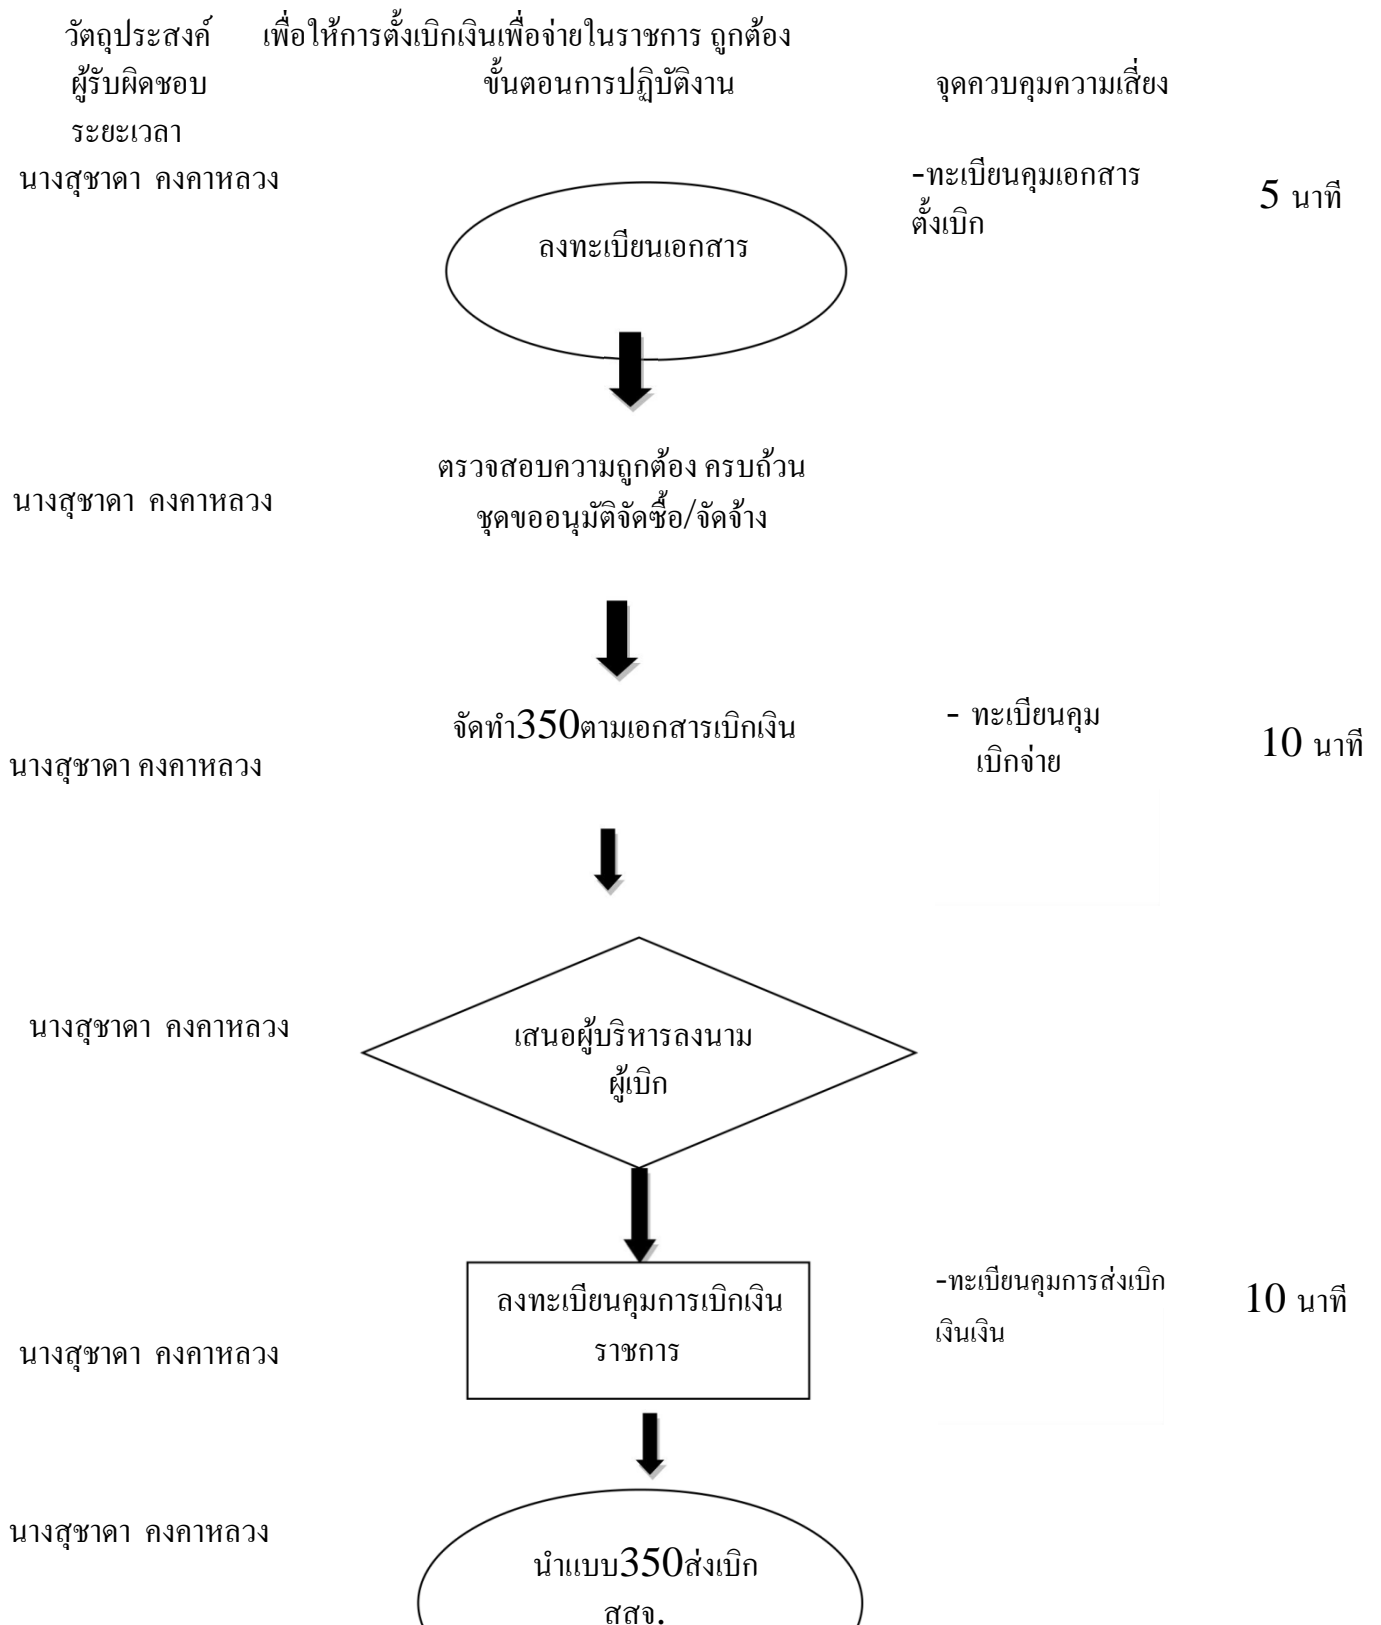 วัตถุประสงค์ เพื่อให้การตั้งเบิกเงินเพื่อจ่ายในราชการ ถูกต้อง
ผู้รับผิดชอบ ขั้นตอนการปฏิบัติงาน จุดควบคุมความเสี่ยง
ระยะเวลา
นางสุชาดา คงคาหลวง
-ทะเบียนคุมเอกสาร
ตั้งเบิก
5 นาที
ลงทะเบียนเอกสาร
ตรวจสอบความถูกต้อง ครบถ้วน
ชุดขออนุมัติจัดซื้อ/จัดจ้าง
นางสุชาดา คงคาหลวง
จัดทำ350ตามเอกสารเบิกเงิน
- ทะเบียนคุม
เบิกจ่าย
10 นาที
นางสุชาดา คงคาหลวง
นางสุชาดา คงคาหลวง
เสนอผู้บริหารลงนาม
ผู้เบิก
ลงทะเบียนคุมการเบิกเงิน
ราชการ
-ทะเบียนคุมการส่งเบิก
เงินเงิน
10 นาที
นางสุชาดา คงคาหลวง
นางสุชาดา คงคาหลวง
นำแบบ350ส่งเบิก
สสจ.